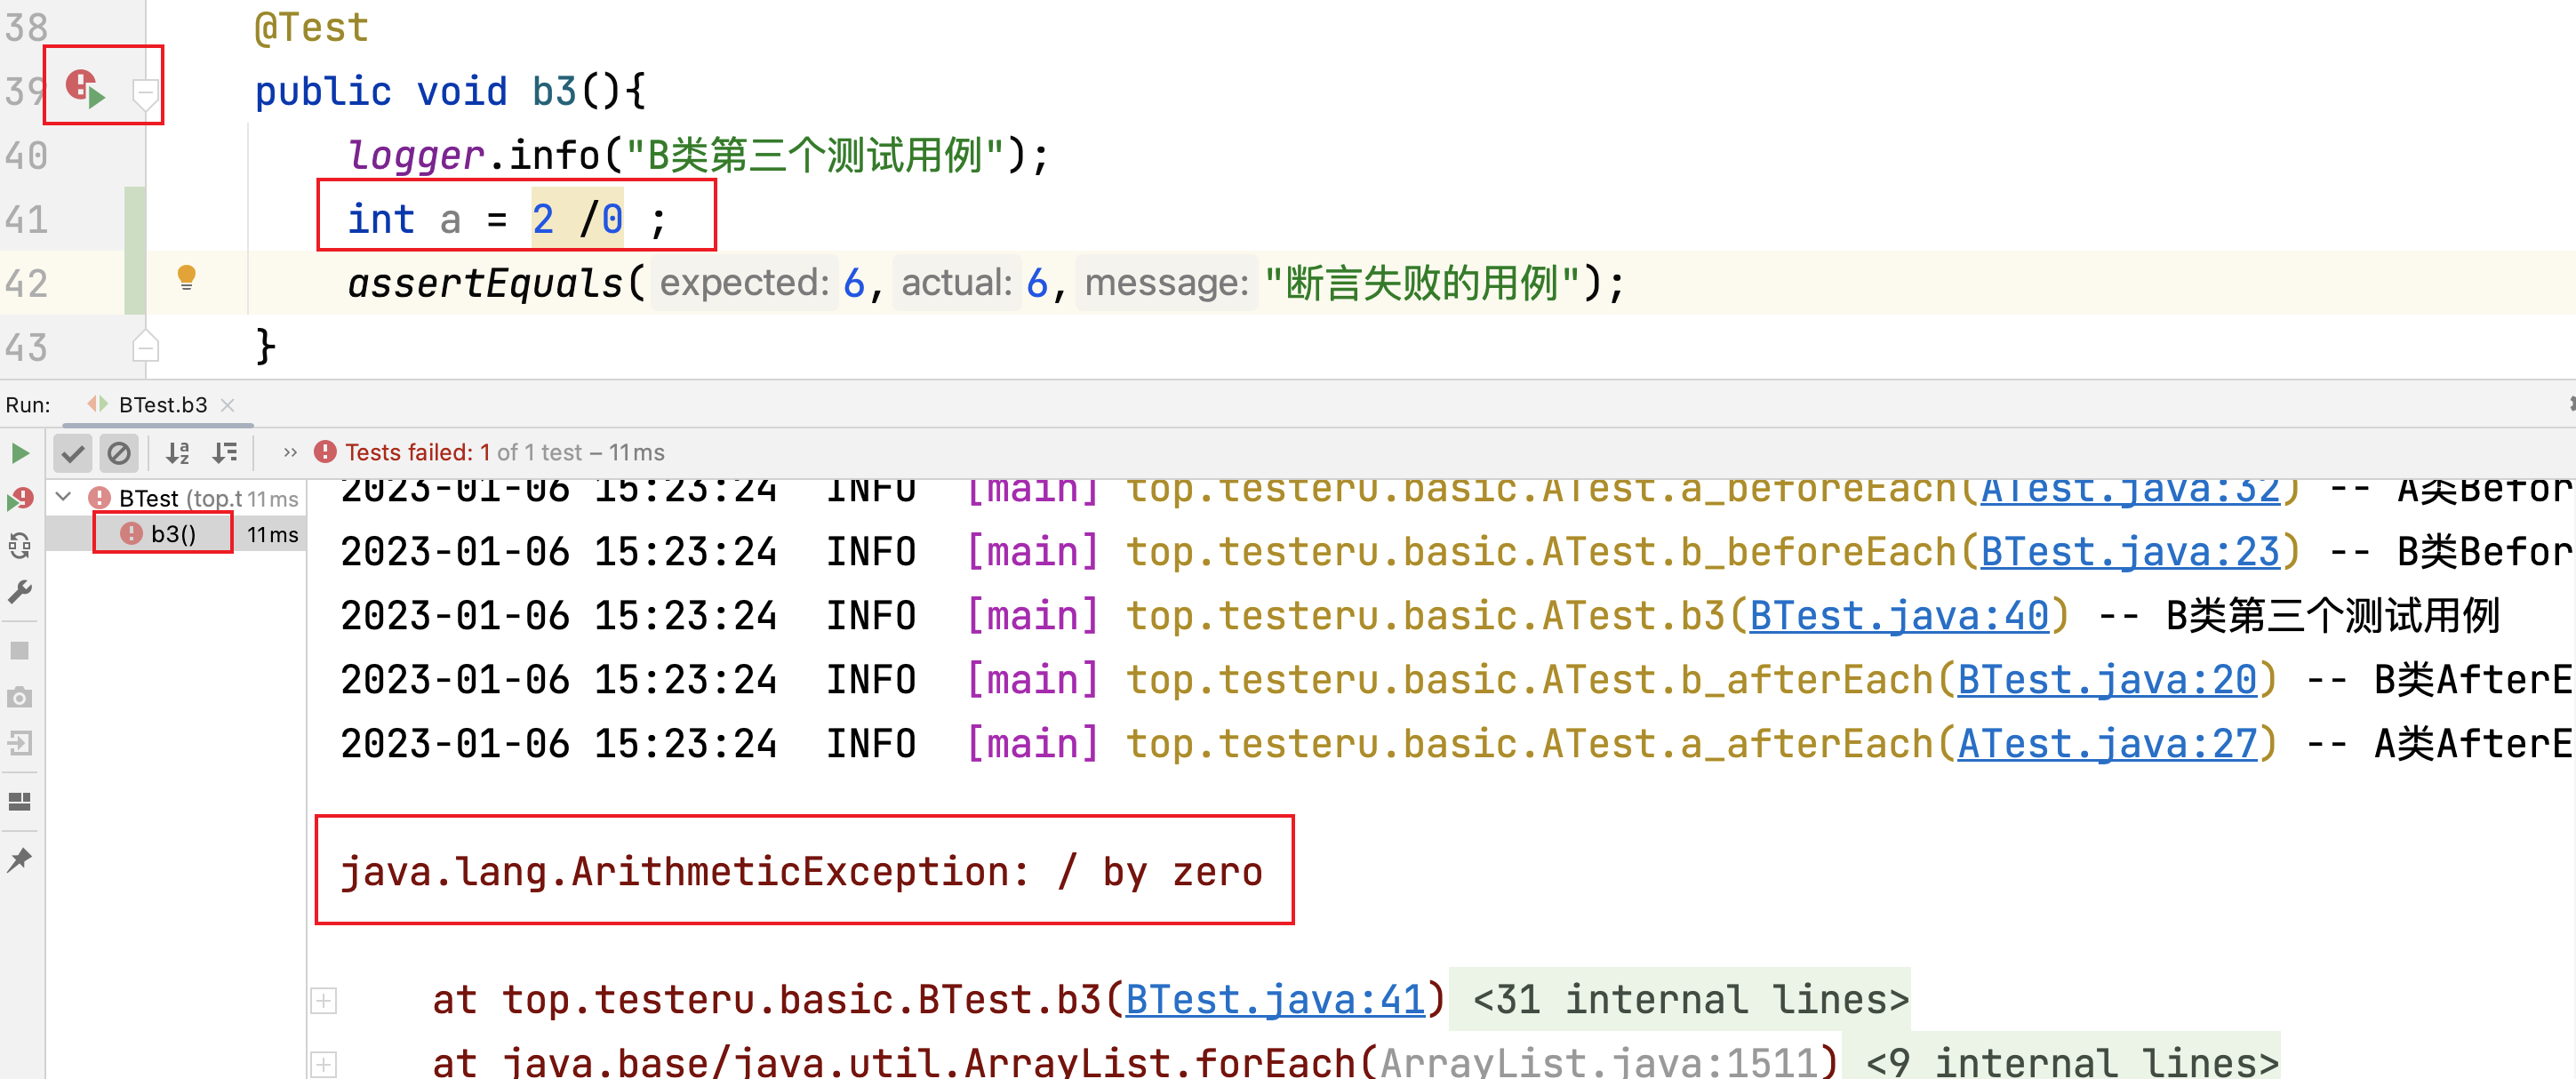 38 @Test
39 public void b3(){
40 logger.info("B类第三个测试用例");
41 int a = 2 /0 ;
42 assertEquals( expected: 6, actual: 6, message: "断言失败的用例");
43 }
Run: BTest.b3
Tests failed: 1 of 1 test – 11 ms
BTest (top.t 11 ms
b3() 11 ms
2023-01-06 15:23:24 INFO [main] top.testeru.basic.ATest.a_beforeEach(ATest.java:32) -- A类Befor
2023-01-06 15:23:24 INFO [main] top.testeru.basic.ATest.b_beforeEach(BTest.java:23) -- B类Befor
2023-01-06 15:23:24 INFO [main] top.testeru.basic.ATest.b3(BTest.java:40) -- B类第三个测试用例
2023-01-06 15:23:24 INFO [main] top.testeru.basic.ATest.b_afterEach(BTest.java:20) -- B类AfterE
2023-01-06 15:23:24 INFO [main] top.testeru.basic.ATest.a_afterEach(ATest.java:27) -- A类AfterE
java.lang.ArithmeticException: / by zero
at top.testeru.basic.BTest.b3(BTest.java:41) <31 internal lines>
at java.base/java.util.ArrayList.forEach(ArrayList.java:1511) <9 internal lines>